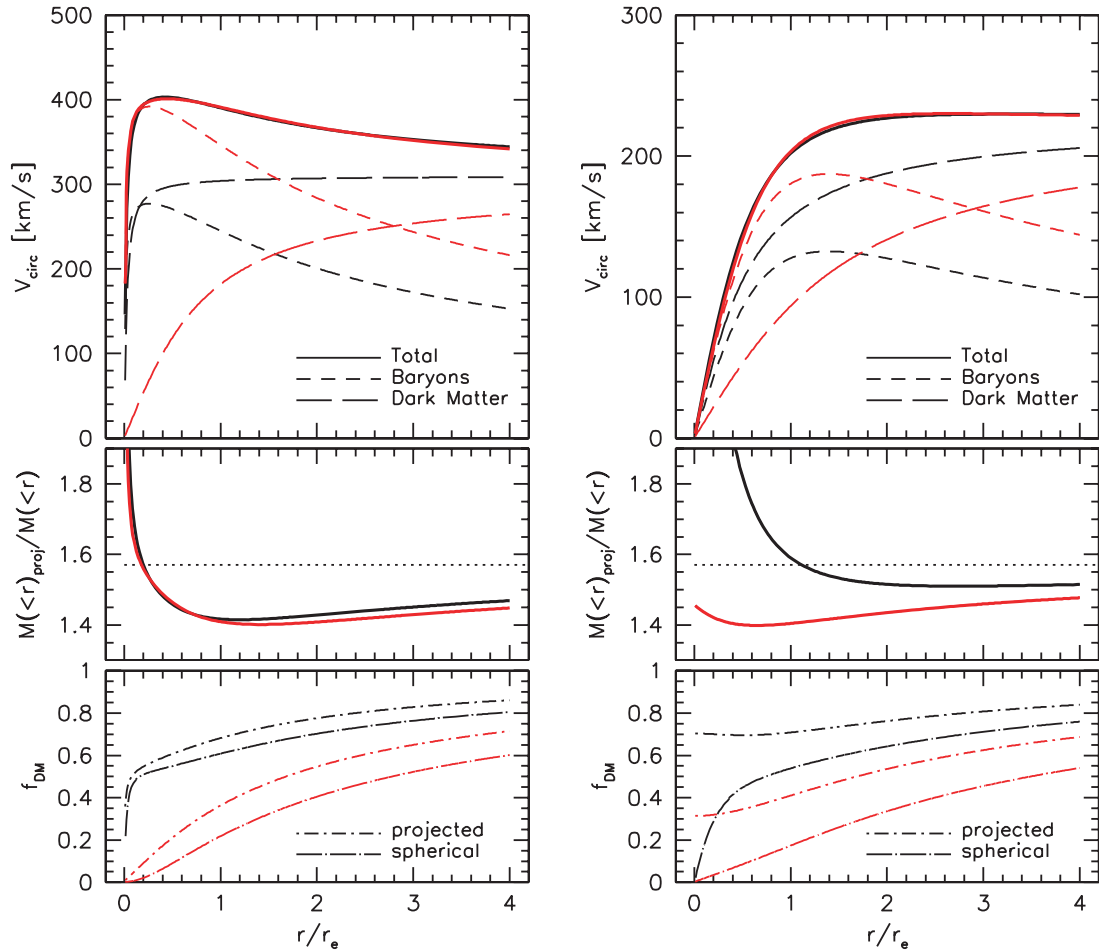 500
400
300
200
100
0
V_circ [km/s]
Total
Baryons
Dark Matter
300
200
100
0
V_circ [km/s]
Total
Baryons
Dark Matter
1.8
1.6
1.4
M(<r)_proj/M(<r)
1.8
1.6
1.4
M(<r)_proj/M(<r)
1
0.8
0.6
0.4
0.2
0
f_DM
projected
spherical
0 1 2 3 4
r/r_e
1
0.8
0.6
0.4
0.2
0
f_DM
projected
spherical
0 1 2 3 4
r/r_e